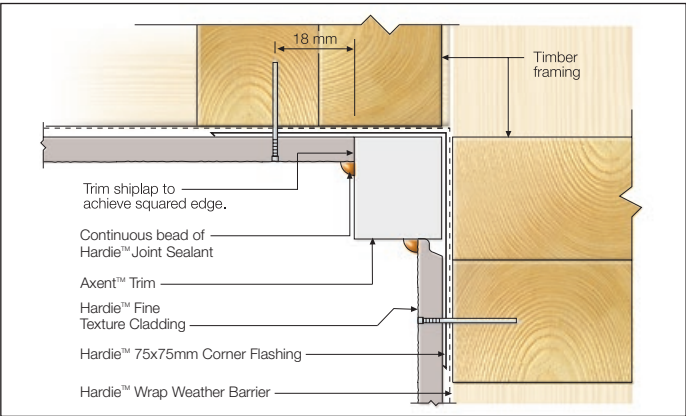 18 mm
Timber
framing
Trim shiplap to
achieve squared edge.
Continuous bead of
Hardie™ Joint Sealant
Axent™ Trim
Hardie™ Fine
Texture Cladding
Hardie™ 75x75mm Corner Flashing
Hardie™ Wrap Weather Barrier